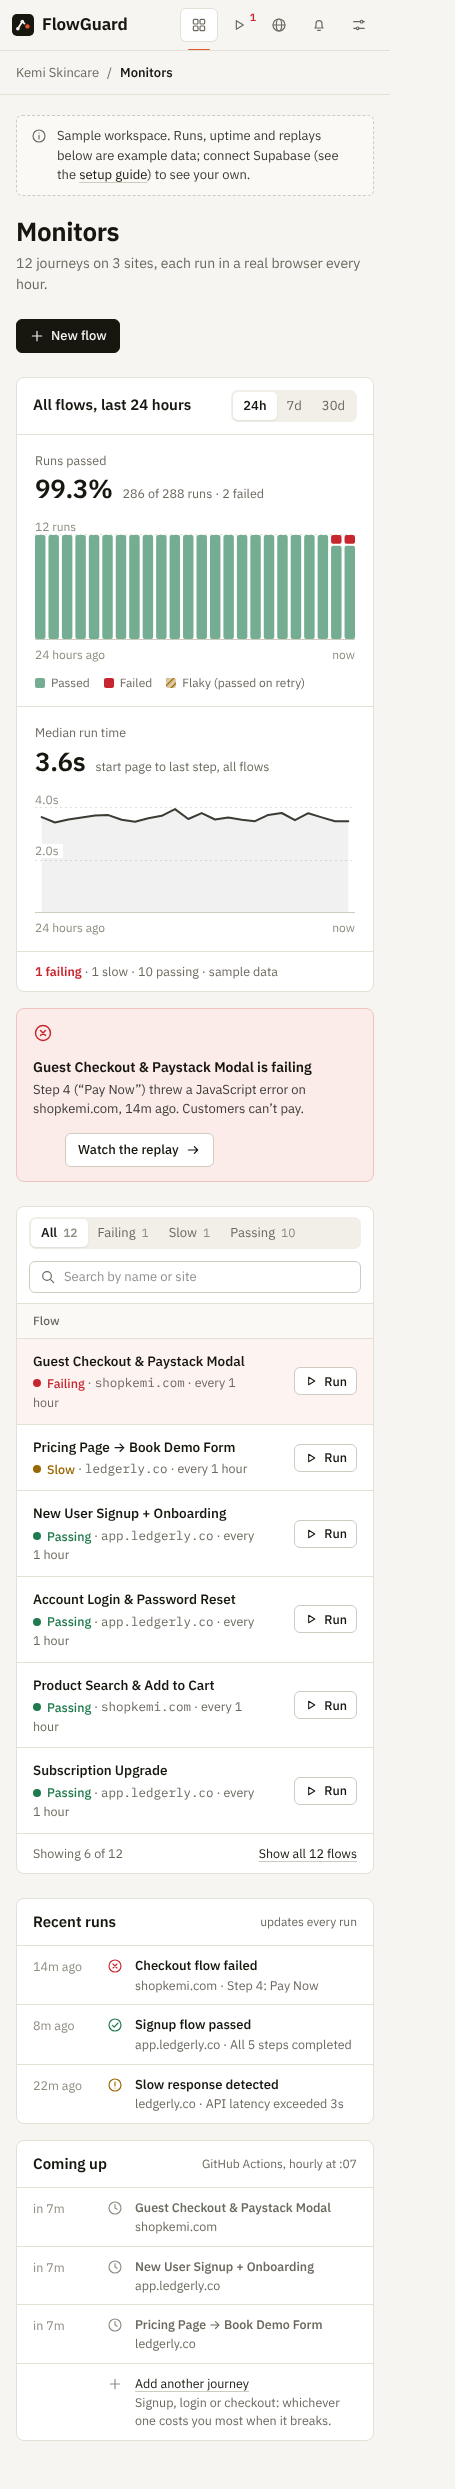 FlowGuard
1
Kemi Skincare / Monitors
Sample workspace. Runs, uptime and replays
below are example data; connect Supabase (see
the setup guide) to see your own.
Monitors
12 journeys on 3 sites, each run in a real browser every
hour.
New flow
All flows, last 24 hours 24h 7d 30d
Runs passed
99.3% 286 of 288 runs · 2 failed
12 runs
24 hours ago now
Passed Failed Flaky (passed on retry)
Median run time
3.6s start page to last step, all flows
4.0s
2.0s
24 hours ago now
1 failing · 1 slow · 10 passing · sample data
Guest Checkout & Paystack Modal is failing
Step 4 (“Pay Now”) threw a JavaScript error on
shopkemi.com, 14m ago. Customers can’t pay.
Watch the replay →
All 12 Failing 1 Slow 1 Passing 10
Search by name or site
Flow
Guest Checkout & Paystack Modal
Failing · shopkemi.com · every 1
hour
Run
Pricing Page → Book Demo Form
Slow · ledgerly.co · every 1 hour
Run
New User Signup + Onboarding
Passing · app.ledgerly.co · every
1 hour
Run
Account Login & Password Reset
Passing · app.ledgerly.co · every
1 hour
Run
Product Search & Add to Cart
Passing · shopkemi.com · every 1
hour
Run
Subscription Upgrade
Passing · app.ledgerly.co · every
1 hour
Run
Showing 6 of 12 Show all 12 flows
Recent runs updates every run
14m ago Checkout flow failed
shopkemi.com · Step 4: Pay Now
8m ago Signup flow passed
app.ledgerly.co · All 5 steps completed
22m ago Slow response detected
ledgerly.co · API latency exceeded 3s
Coming up GitHub Actions, hourly at :07
in 7m Guest Checkout & Paystack Modal
shopkemi.com
in 7m New User Signup + Onboarding
app.ledgerly.co
in 7m Pricing Page → Book Demo Form
ledgerly.co
Add another journey
Signup, login or checkout: whichever
one costs you most when it breaks.